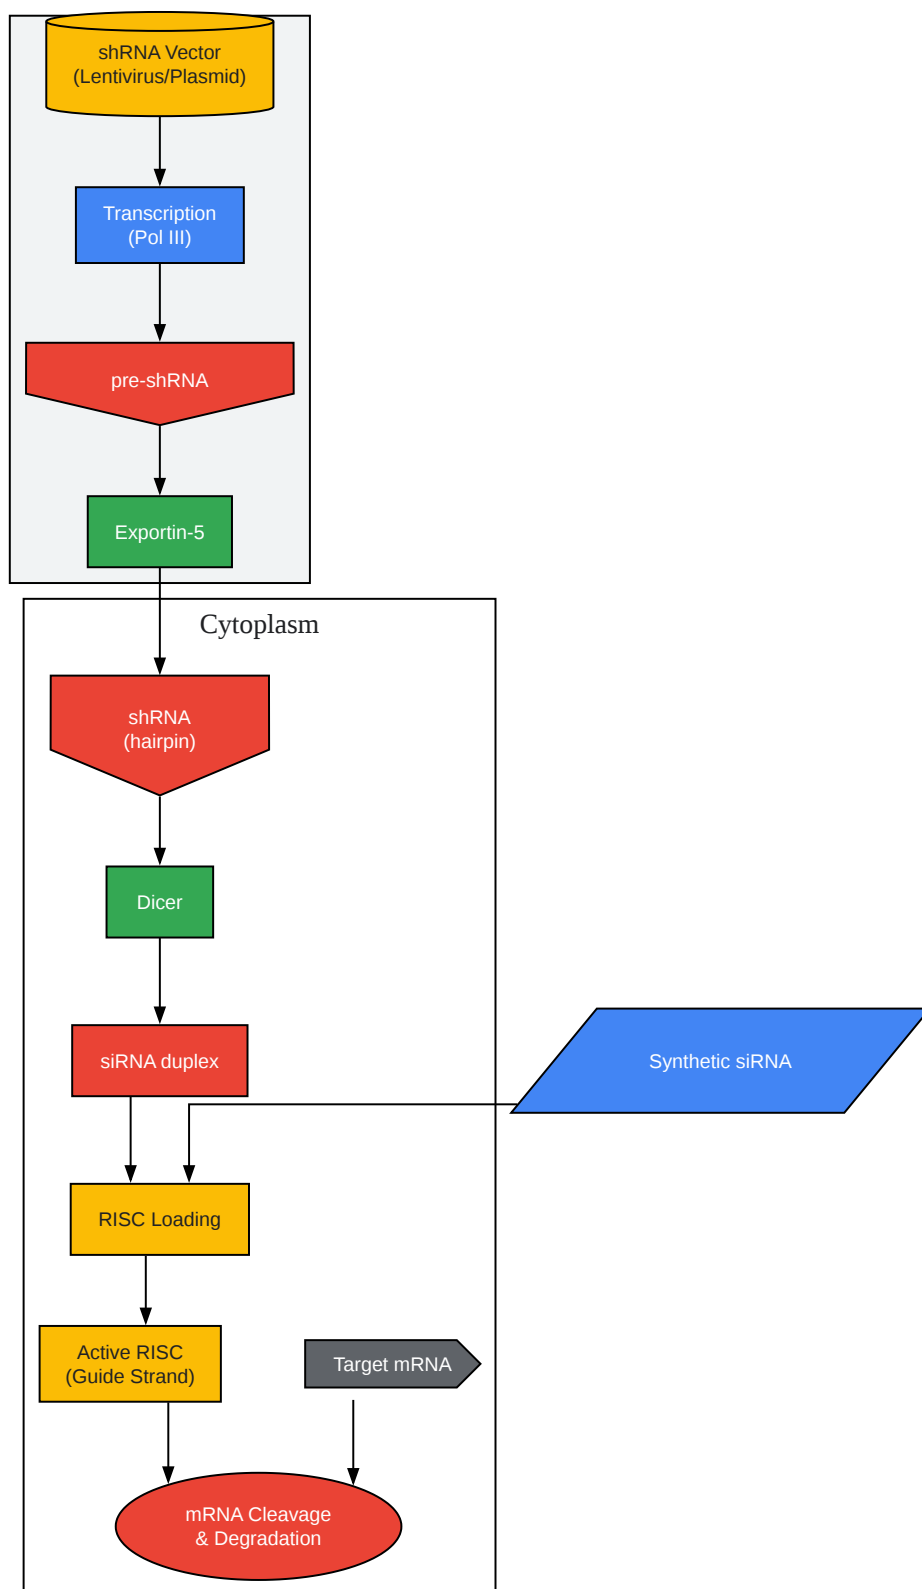 shRNA Vector
(Lentivirus/Plasmid)
Transcription
(Pol III)
pre-shRNA
Exportin-5
Cytoplasm
shRNA
(hairpin)
Dicer
siRNA duplex
Synthetic siRNA
RISC Loading
Active RISC
(Guide Strand)
Target mRNA
mRNA Cleavage
& Degradation